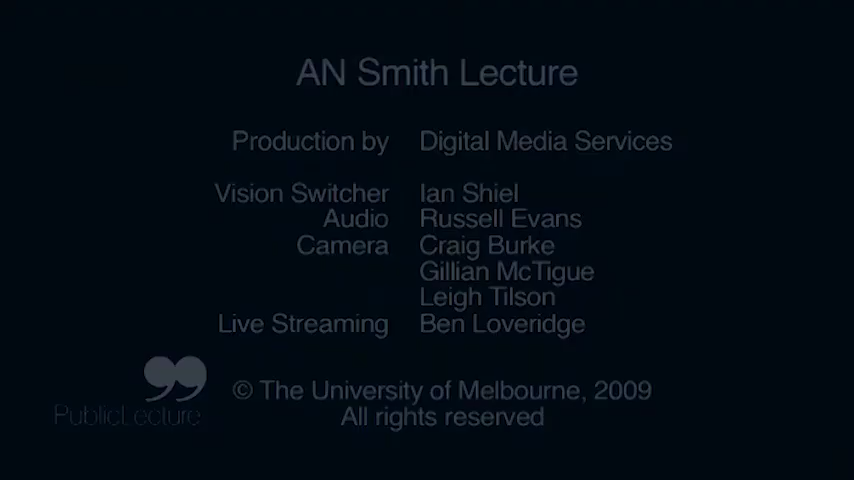 AN Smith Lecture
Production by Digital Media Services
Vision Switcher Ian Shiel
Audio Russell Evans
Camera Craig Burke
Gillian McTigue
Leigh Tilson
Live Streaming Ben Loveridge
© The University of Melbourne, 2009
All rights reserved
PublicLecture